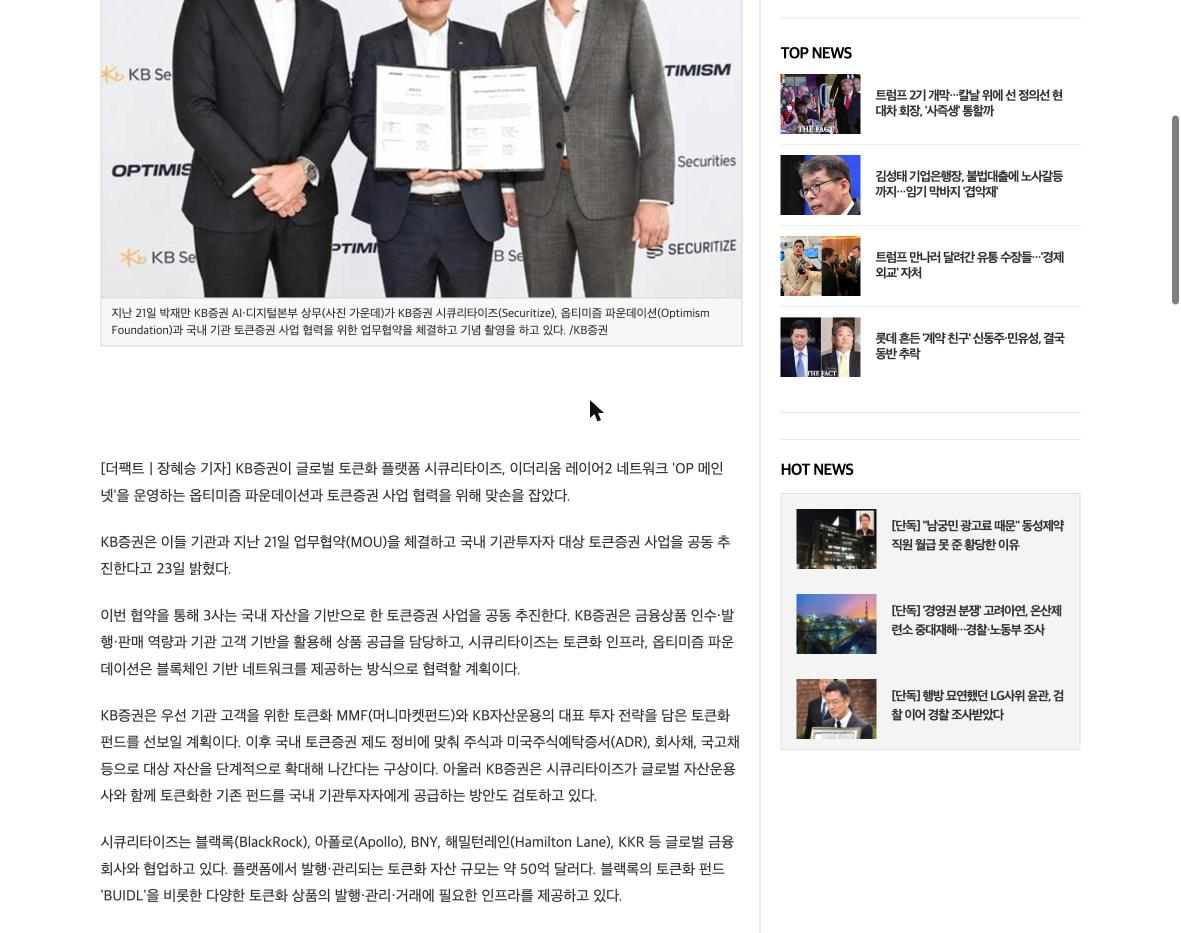 KB Se
TIMISM
OPTIMIS
Securities
KB Se
PTIMI
B Se
SECURITIZE
지난 21일 박재만 KB증권 AI·디지털본부 상무(사진 가운데)가 KB증권 시큐리타이즈(Securitize), 옵티미즘 파운데이션(Optimism
Foundation)과 국내 기관 토큰증권 사업 협력을 위한 업무협약을 체결하고 기념 촬영을 하고 있다. /KB증권
[더팩트 | 장혜승 기자] KB증권이 글로벌 토큰화 플랫폼 시큐리타이즈, 이더리움 레이어2 네트워크 'OP 메인
넷'을 운영하는 옵티미즘 파운데이션과 토큰증권 사업 협력을 위해 맞손을 잡았다.
KB증권은 이들 기관과 지난 21일 업무협약(MOU)을 체결하고 국내 기관투자자 대상 토큰증권 사업을 공동 추
진한다고 23일 밝혔다.
이번 협약을 통해 3사는 국내 자산을 기반으로 한 토큰증권 사업을 공동 추진한다. KB증권은 금융상품 인수·발
행·판매 역량과 기관 고객 기반을 활용해 상품 공급을 담당하고, 시큐리타이즈는 토큰화 인프라, 옵티미즘 파운
데이션은 블록체인 기반 네트워크를 제공하는 방식으로 협력할 계획이다.
KB증권은 우선 기관 고객을 위한 토큰화 MMF(머니마켓펀드)와 KB자산운용의 대표 투자 전략을 담은 토큰화
펀드를 선보일 계획이다. 이후 국내 토큰증권 제도 정비에 맞춰 주식과 미국주식예탁증서(ADR), 회사채, 국고채
등으로 대상 자산을 단계적으로 확대해 나간다는 구상이다. 아울러 KB증권은 시큐리타이즈가 글로벌 자산운용
사와 함께 토큰화한 기존 펀드를 국내 기관투자자에게 공급하는 방안도 검토하고 있다.
시큐리타이즈는 블랙록(BlackRock), 아폴로(Apollo), BNY, 해밀턴레인(Hamilton Lane), KKR 등 글로벌 금융
회사와 협업하고 있다. 플랫폼에서 발행·관리되는 토큰화 자산 규모는 약 50억 달러다. 블랙록의 토큰화 펀드
'BUIDL'을 비롯한 다양한 토큰화 상품의 발행·관리·거래에 필요한 인프라를 제공하고 있다.
TOP NEWS
THE FACT
트럼프 2기 개막…칼날 위에 선 정의선 현
대차 회장, '사즉생' 통할까
김성태 기업은행장, 불법대출에 노사갈등
까지…임기 막바지 '겹악재'
트럼프 만나러 달려간 유통 수장들…'경제
외교' 자처
THE FACT
롯데 흔든 '계약 친구' 신동주·민유성, 결국
동반 추락
HOT NEWS
[단독] "남궁민 광고료 때문" 동성제약
직원 월급 못 준 황당한 이유
[단독] '경영권 분쟁' 고려아연, 온산제
련소 중대재해…경찰·노동부 조사
[단독] 행방 묘연했던 LG사위 윤관, 검
찰 이어 경찰 조사받았다